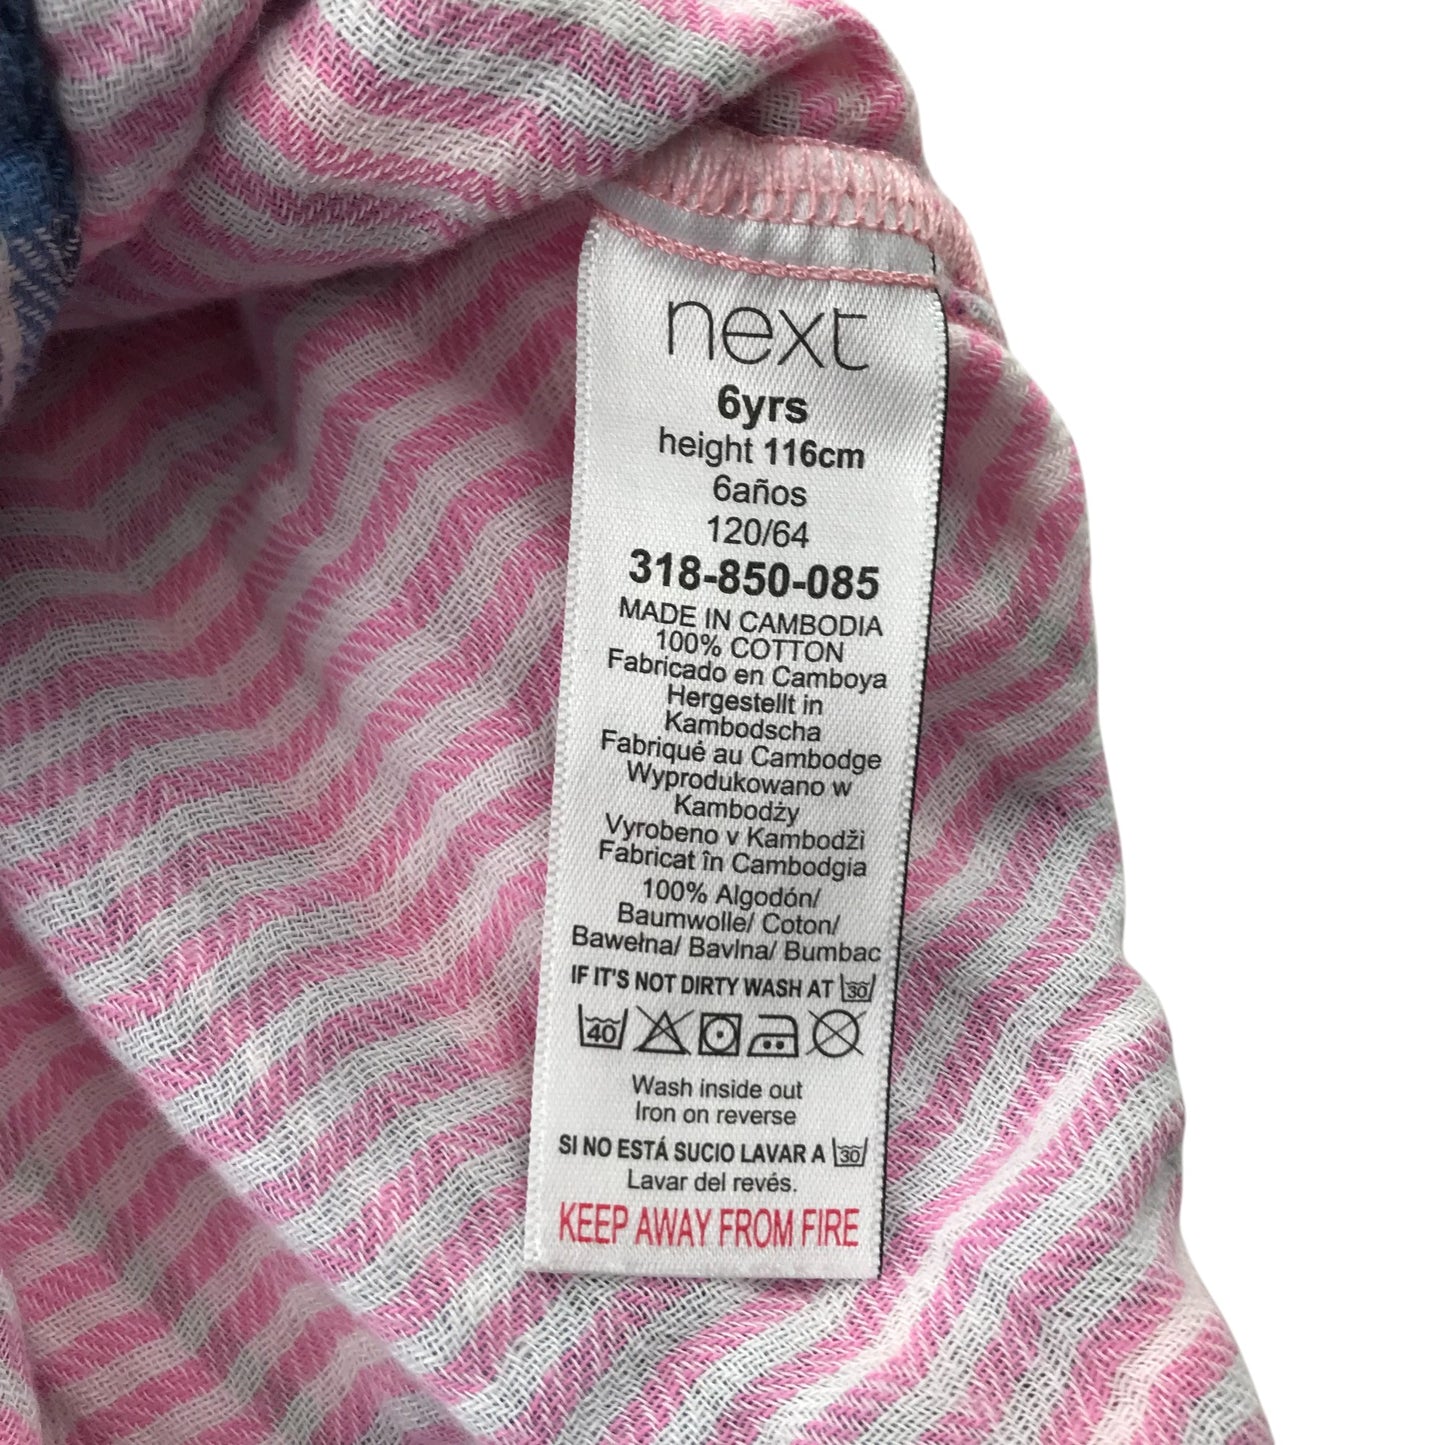 next
6yrs
height 116cm
6años
120/64
318-850-085
MADE IN CAMBODIA
100% COTTON
Fabricado en Camboya
Hergestellt in
Kambodscha
Fabriqué au Cambodge
Wyprodukowano w
Kambodży
Vyrobeno v Kambodži
Fabricat în Cambodgia
100% Algodón/
Baumwolle/ Coton/
Bawełna/ Bavlna/ Bumbac
IF IT'S NOT DIRTY WASH AT 30
40
Wash inside out
Iron on reverse
SI NO ESTÁ SUCIO LAVAR A 30
Lavar del revés.
KEEP AWAY FROM FIRE